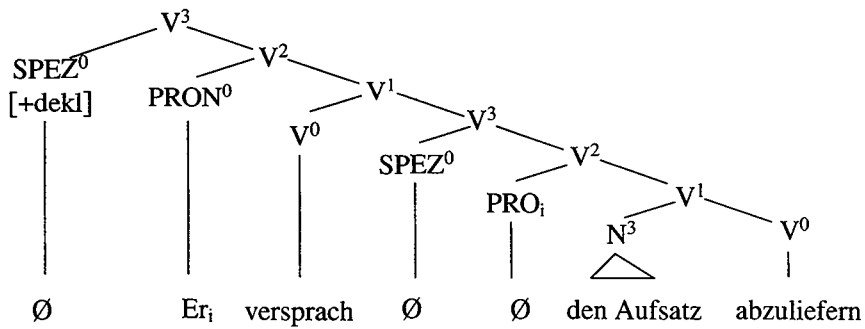 V³
SPEZ⁰ V²
[+dekl] PRON⁰ V¹
V⁰ V³
SPEZ⁰ V²
PROᵢ V¹
N³ V⁰
Ø Erᵢ versprach Ø Ø den Aufsatz abzuliefern